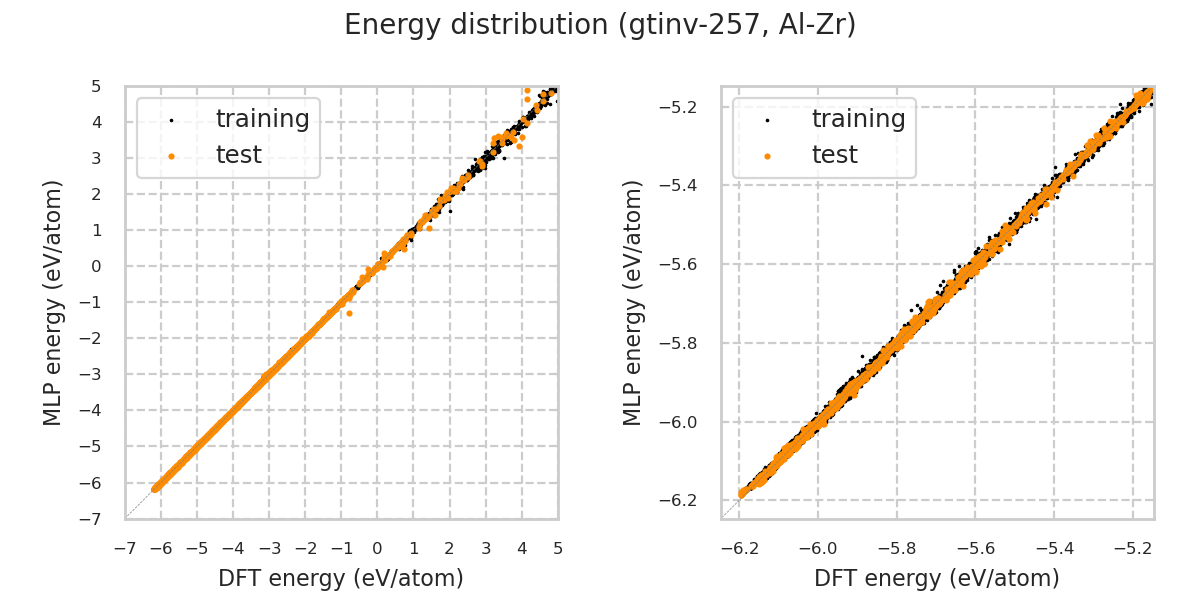 Energy distribution (gtinv-257, Al-Zr)
MLP energy (eV/atom)
5
4
3
2
1
0
−1
−2
−3
−4
−5
−6
−7
training
test
−7 −6 −5 −4 −3 −2 −1 0 1 2 3 4 5
DFT energy (eV/atom)
MLP energy (eV/atom)
−5.2
−5.4
−5.6
−5.8
−6.0
−6.2
training
test
−6.2 −6.0 −5.8 −5.6 −5.4 −5.2
DFT energy (eV/atom)